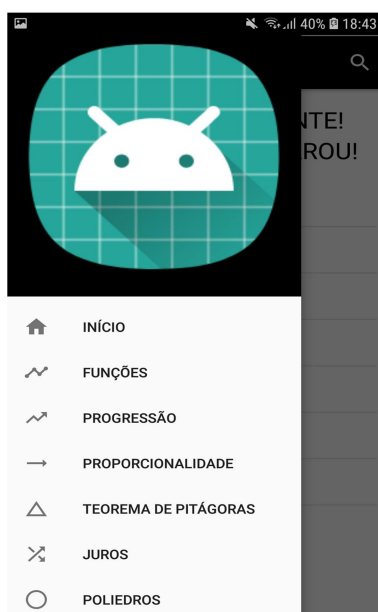 40% 18:43
NTE!
ROU!
INÍCIO
FUNÇÕES
PROGRESSÃO
PROPORCIONALIDADE
TEOREMA DE PITÁGORAS
JUROS
POLIEDROS